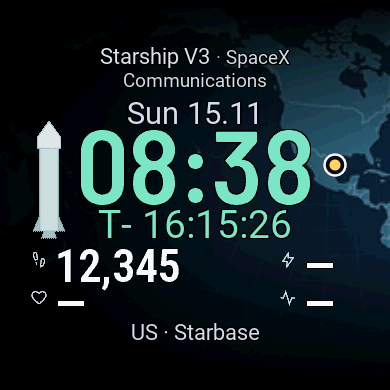 Starship V3 · SpaceX
Communications
Sun 15.11
08:38
T- 16:15:26
12,345 --
--
US · Starbase